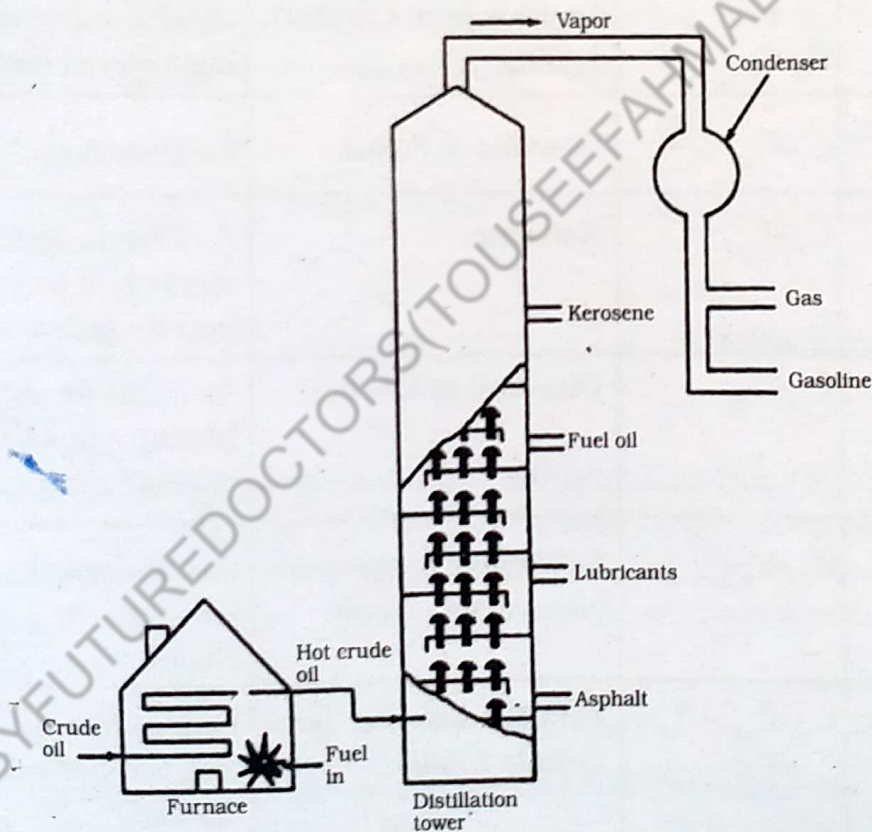 Vapor
Condenser
Kerosene
Gas
Gasoline
Fuel oil
Lubricants
Hot crude
oil
Asphalt
Crude
oil
Fuel
in
Furnace
Distillation
tower
SYFUTUREDOCTORS(TOUSEEFAHMAD